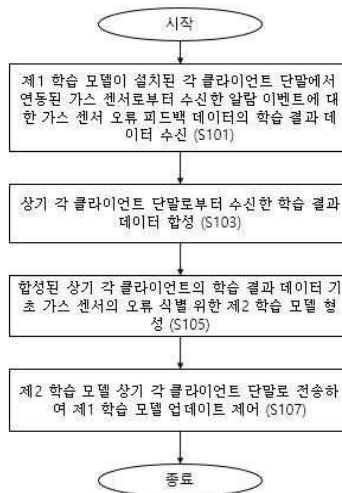 시작
제1 학습 모델이 설치된 각 클라이언트 단말에서
연동된 가스 센서로부터 수신한 알람 이벤트에 대
한 가스 센서 오류 피드백 데이터의 학습 결과 데
이터 수신 (S101)
상기 각 클라이언트 단말로부터 수신한 학습 결과
데이터 합성 (S103)
합성된 상기 각 클라이언트의 학습 결과 데이터 기
초 가스 센서의 오류 식별 위한 제2 학습 모델 형
성 (S105)
제2 학습 모델 상기 각 클라이언트 단말로 전송하
여 제1 학습 모델 업데이트 제어 (S107)
종료